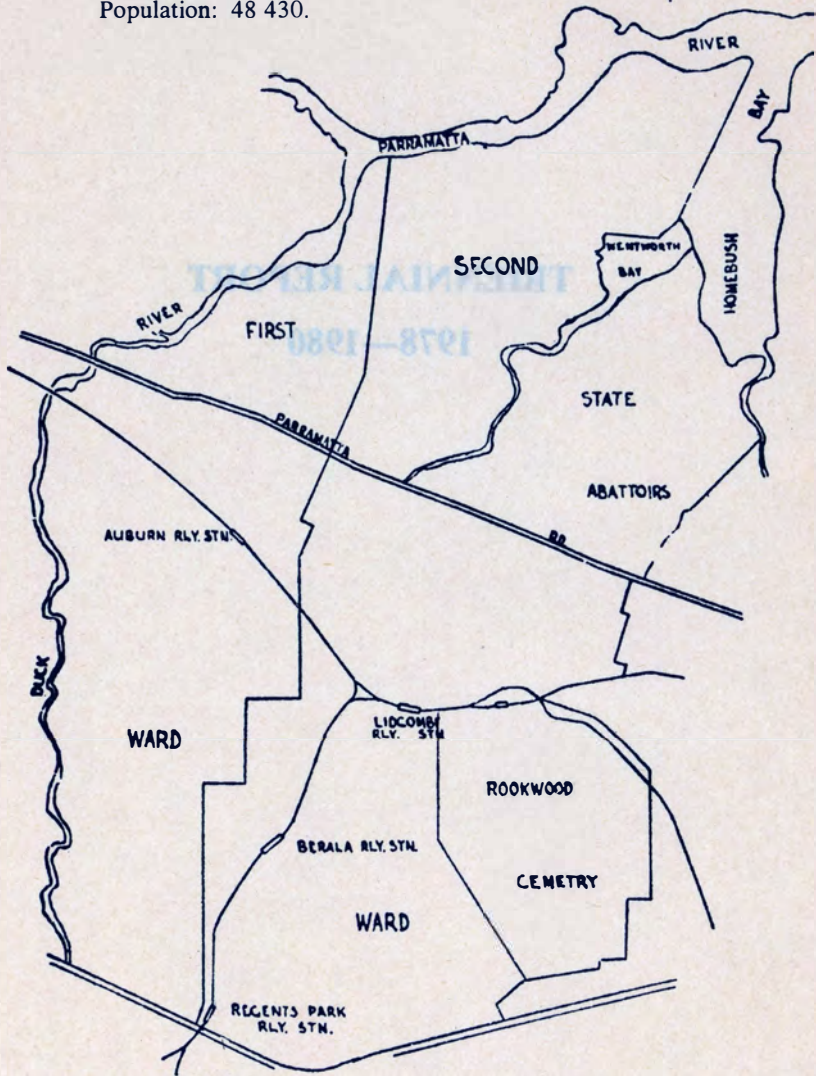 Population: 48 430.
RIVER
BAY
PARRAMATTA
WENTWORTH
BAY
SECOND
HOMEBUSH
TRIENNIAL REPORT
1978—1980
RIVER
FIRST
STATE
PARRAMATTA
ABATTOIRS
AUBURN RLY. STN.
RD.
DUCK
LIDCOMBE
RLY. STN
WARD
ROOKWOOD
BERALA RLY. STN.
CEMETRY
WARD
REGENTS PARK
RLY. STN.